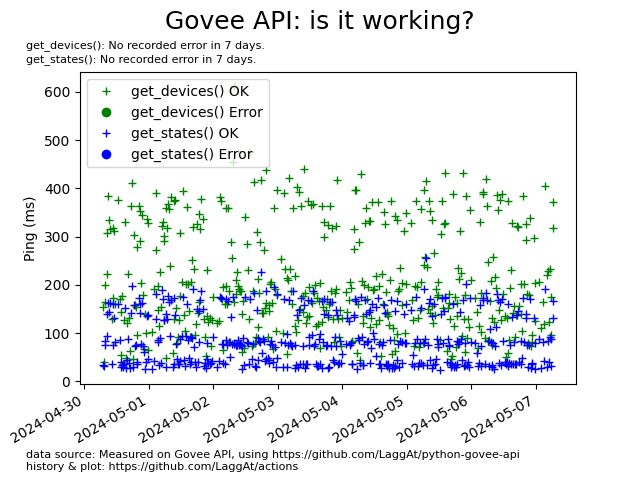 Govee API: is it working?
get_devices(): No recorded error in 7 days.
get_states(): No recorded error in 7 days.
get_devices() OK
get_devices() Error
get_states() OK
get_states() Error
Ping (ms)
600
500
400
300
200
100
0
2024-04-30
2024-05-01
2024-05-02
2024-05-03
2024-05-04
2024-05-05
2024-05-06
2024-05-07
data source: Measured on Govee API, using https://github.com/LaggAt/python-govee-api
history & plot: https://github.com/LaggAt/actions